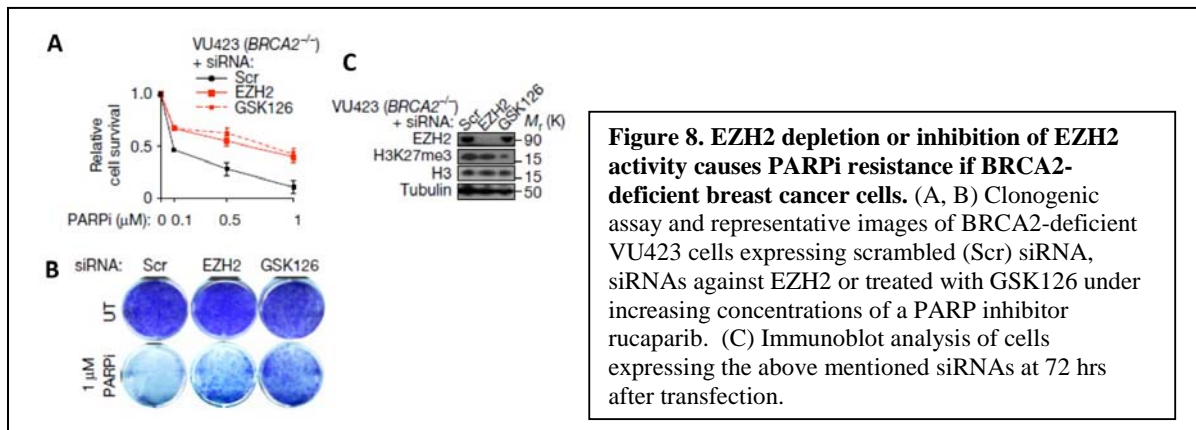 A
VU423 (BRCA2−/−)
+ siRNA:
Scr
EZH2
GSK126
1.0
0.5
0
Relative
cell survival
PARPi (μM): 0 0.1 0.5 1
B
siRNA: Scr EZH2 GSK126
UT
1 μM
PARPi
C
VU423 (BRCA2−/−)
+ siRNA: Scr EZH2 GSK126 Mr (K)
EZH2 90
H3K27me3 15
H3 15
Tubulin 50
Figure 8. EZH2 depletion or inhibition of EZH2
activity causes PARPi resistance if BRCA2-
deficient breast cancer cells. (A, B) Clonogenic
assay and representative images of BRCA2-deficient
VU423 cells expressing scrambled (Scr) siRNA,
siRNAs against EZH2 or treated with GSK126 under
increasing concentrations of a PARP inhibitor
rucaparib. (C) Immunoblot analysis of cells
expressing the above mentioned siRNAs at 72 hrs
after transfection.